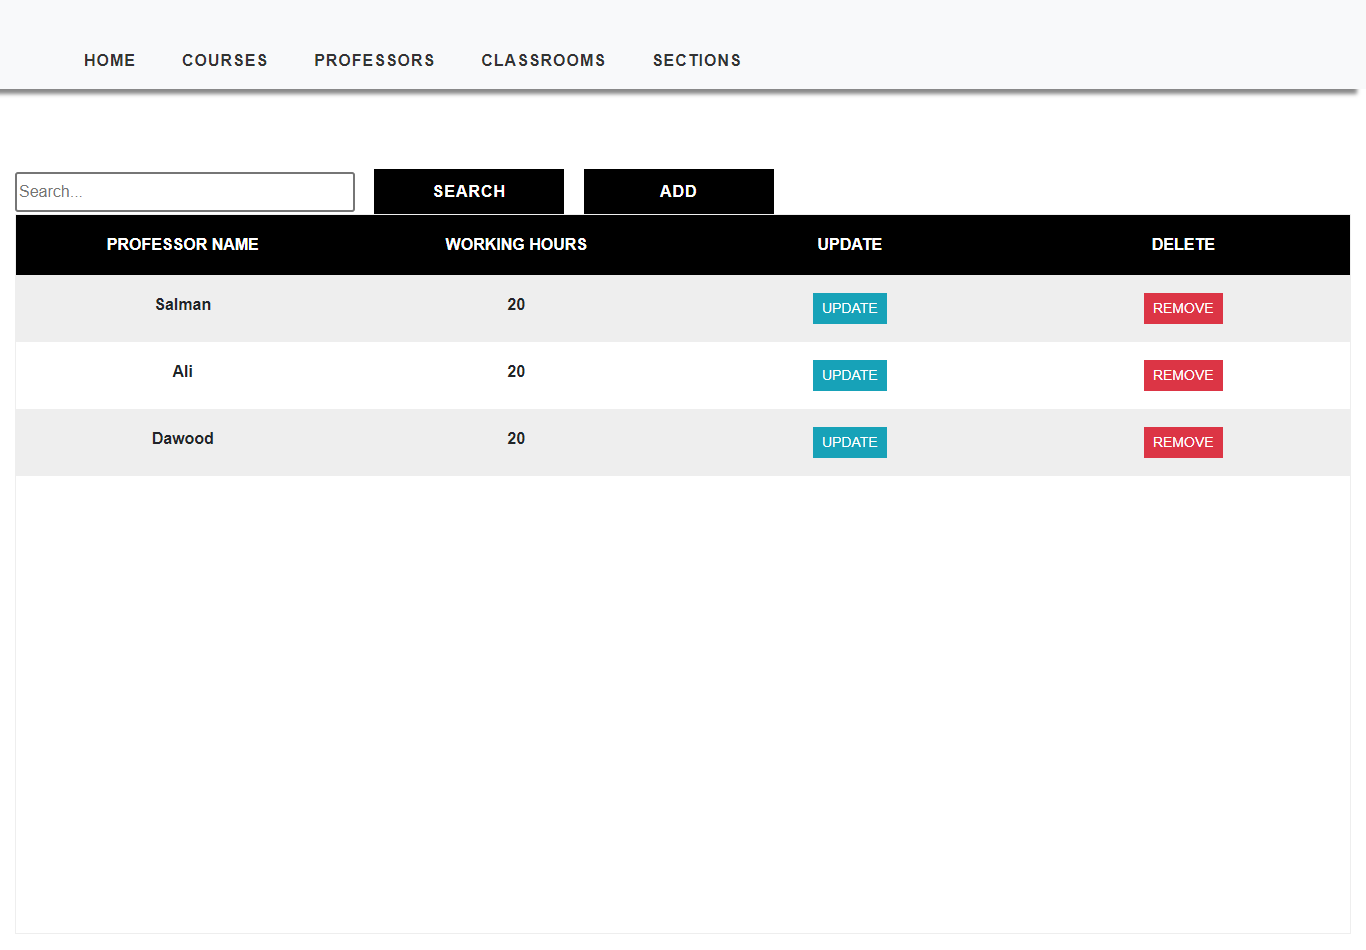 HOME COURSES PROFESSORS CLASSROOMS SECTIONS
Search... SEARCH ADD
PROFESSOR NAME WORKING HOURS UPDATE DELETE
Salman 20 UPDATE REMOVE
Ali 20 UPDATE REMOVE
Dawood 20 UPDATE REMOVE